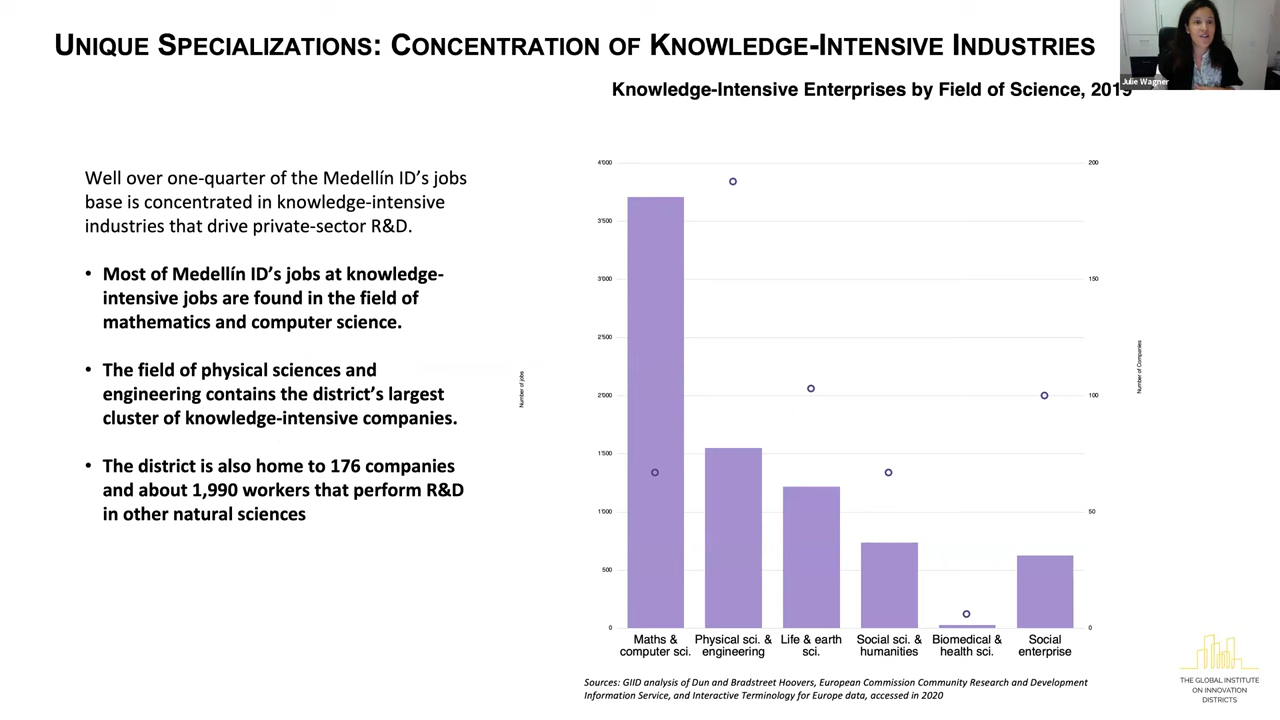 UNIQUE SPECIALIZATIONS: CONCENTRATION OF KNOWLEDGE-INTENSIVE INDUSTRIES
Julie Wagner
Knowledge-Intensive Enterprises by Field of Science, 2019
Well over one-quarter of the Medellín ID's jobs
base is concentrated in knowledge-intensive
industries that drive private-sector R&D.
• Most of Medellín ID's jobs at knowledge-
intensive jobs are found in the field of
mathematics and computer science.
• The field of physical sciences and
engineering contains the district's largest
cluster of knowledge-intensive companies.
• The district is also home to 176 companies
and about 1,990 workers that perform R&D
in other natural sciences
Number of jobs
4'000
3'500
3'000
2'500
2'000
1'500
1'000
500
0
200
150
100
50
0
Number of Companies
Maths &
computer sci.
Physical sci. &
engineering
Life & earth
sci.
Social sci. &
humanities
Biomedical &
health sci.
Social
enterprise
Sources: GIID analysis of Dun and Bradstreet Hoovers, European Commission Community Research and Development
Information Service, and Interactive Terminology for Europe data, accessed in 2020
THE GLOBAL INSTITUTE
ON INNOVATION
DISTRICTS